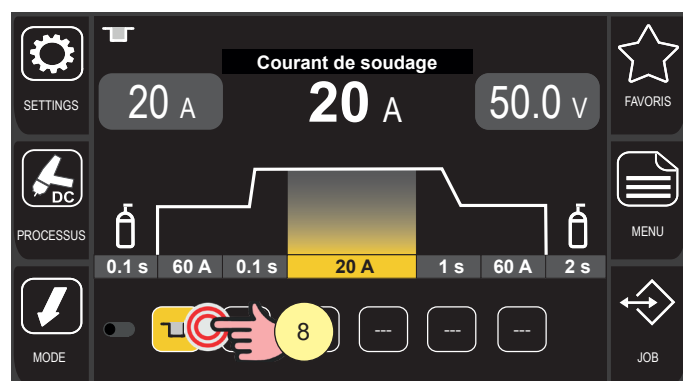 SETTINGS
PROCESSUS
DC
MODE
Courant de soudage
20 A
20 A
50.0 V
0.1 s 60 A 0.1 s 20 A 1 s 60 A 2 s
8
---
---
---
FAVORIS
MENU
JOB